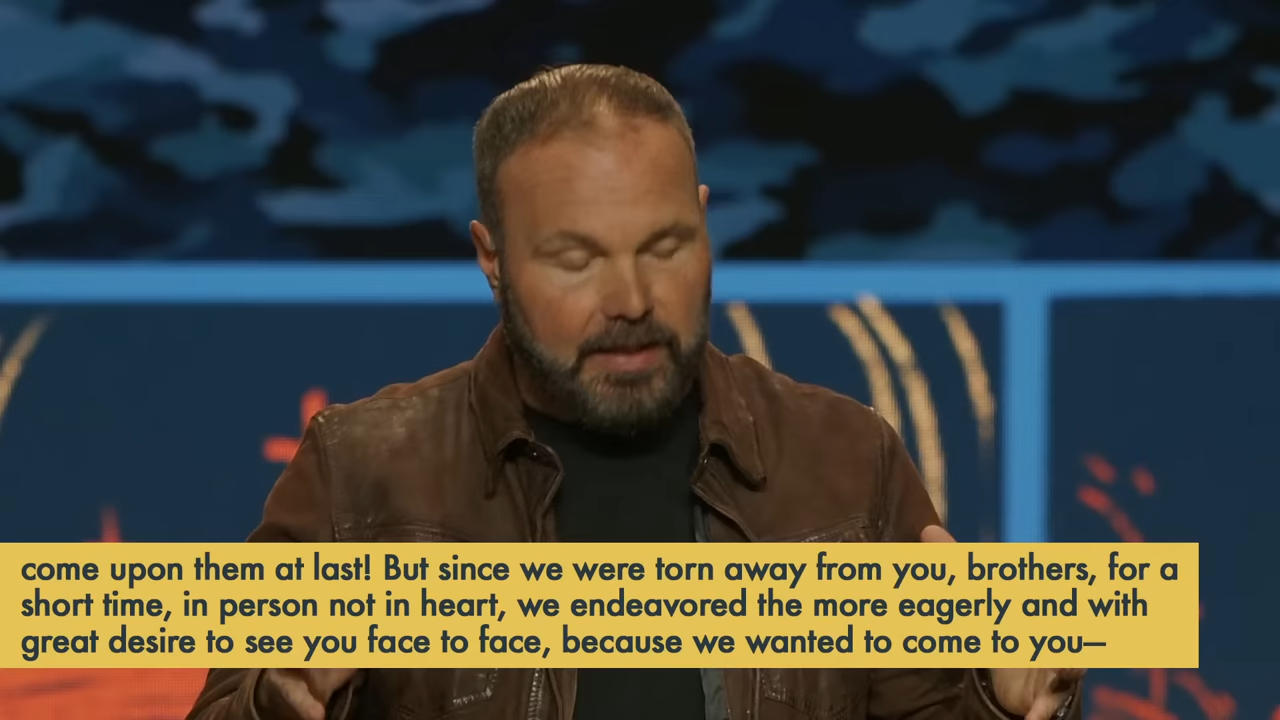 come upon them at last! But since we were torn away from you, brothers, for a
short time, in person not in heart, we endeavored the more eagerly and with
great desire to see you face to face, because we wanted to come to you—